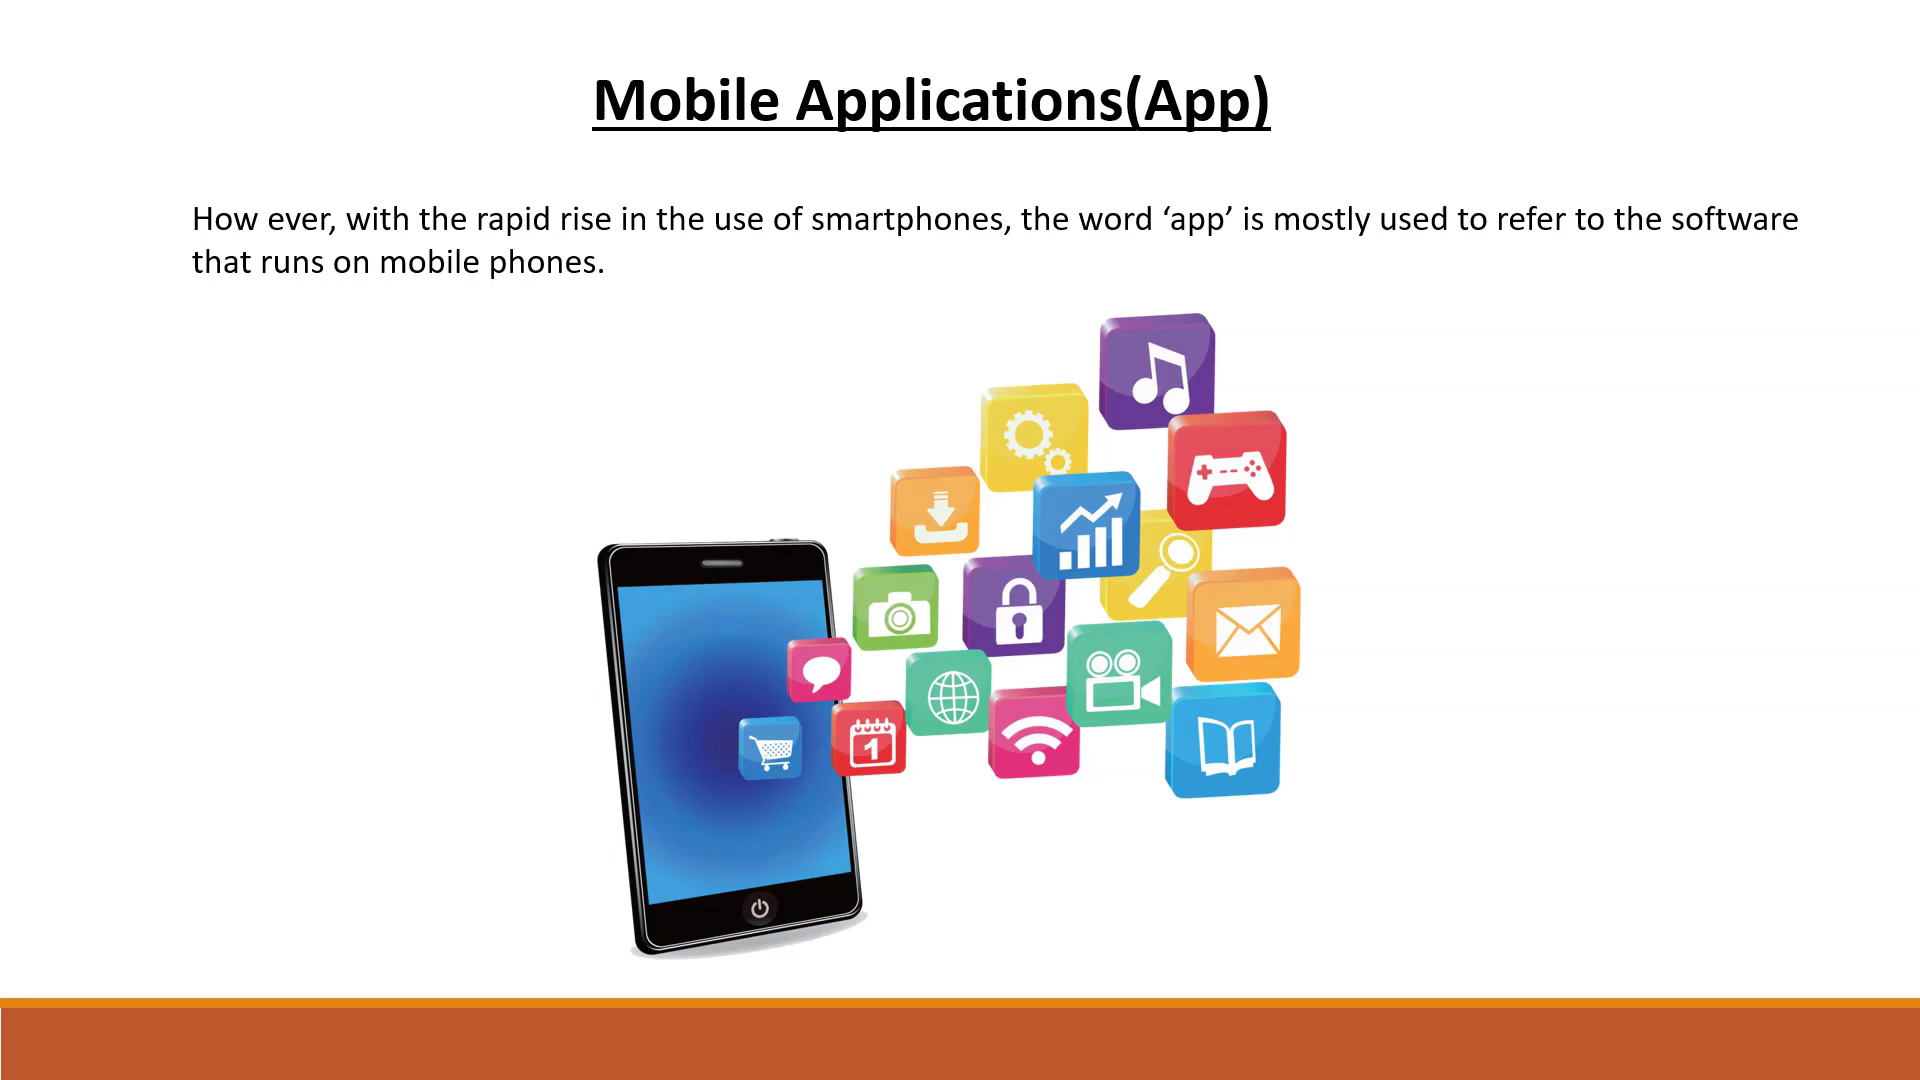 Mobile Applications(App)
How ever, with the rapid rise in the use of smartphones, the word ‘app’ is mostly used to refer to the software
that runs on mobile phones.
1